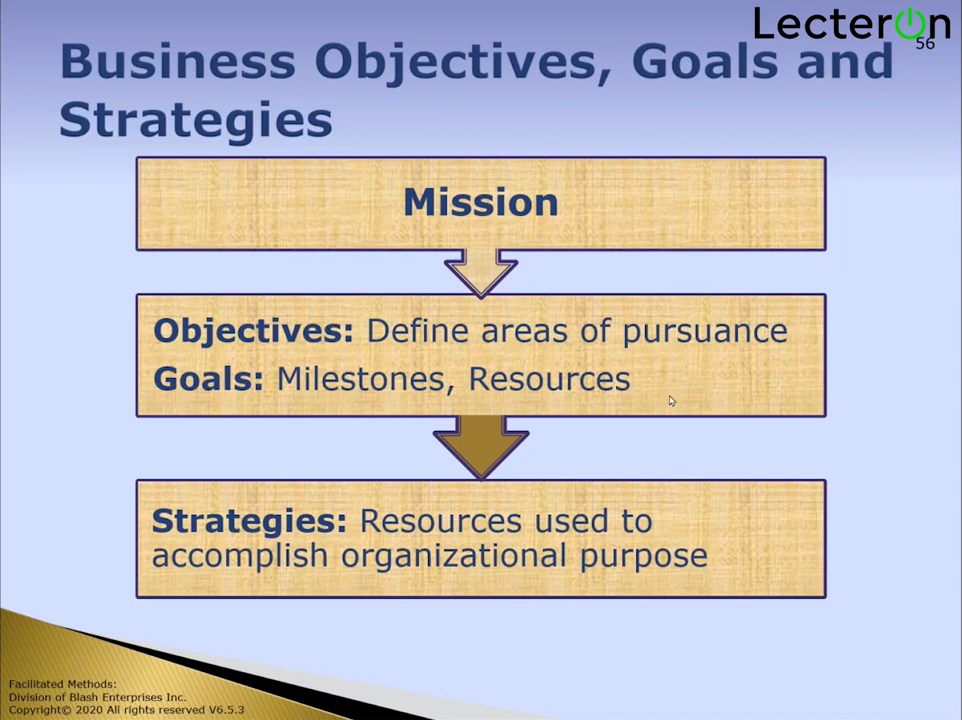 LecterOn
56
Business Objectives, Goals and
Strategies
Mission
Objectives: Define areas of pursuance
Goals: Milestones, Resources
Strategies: Resources used to
accomplish organizational purpose
Facilitated Methods:
Division of Blash Enterprises Inc.
Copyright© 2020 All rights reserved V6.5.3